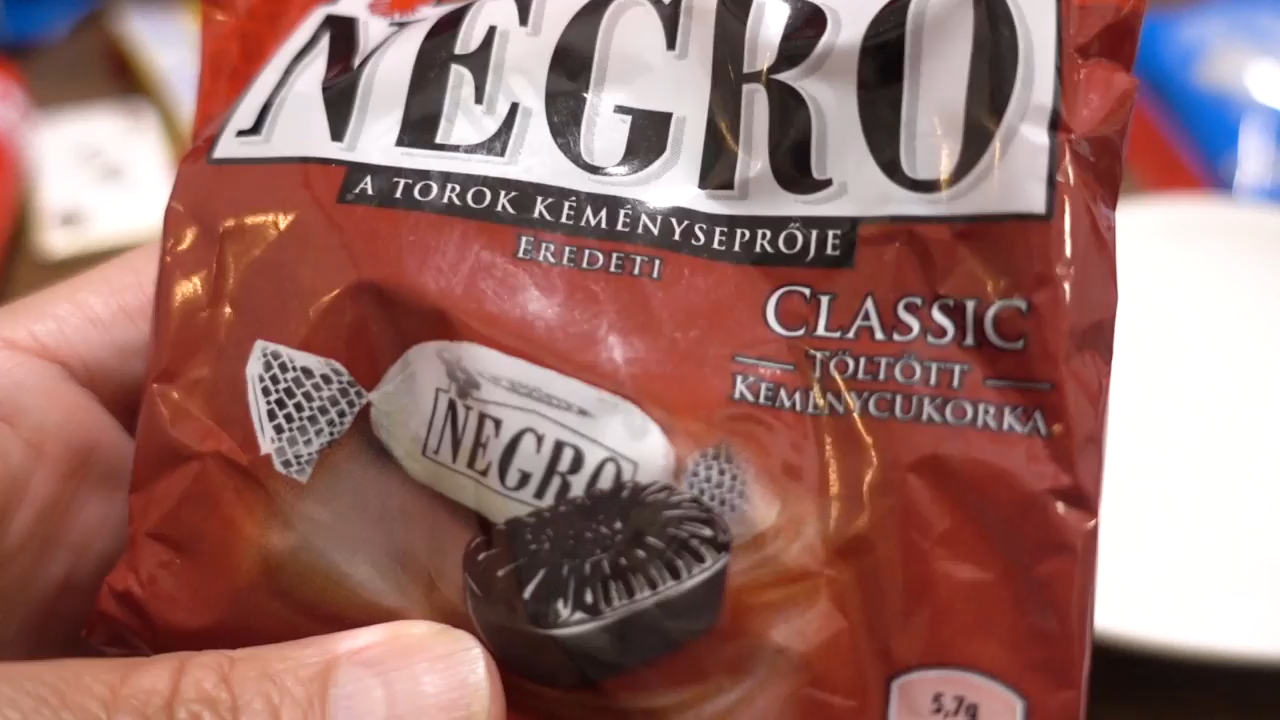 NEGRO
A TOROK KÉMÉNYSEPRŐJE
EREDETI
CLASSIC
TÖLTÖTT
KEMÉNYCUKORKA
NEGRO
5,7g